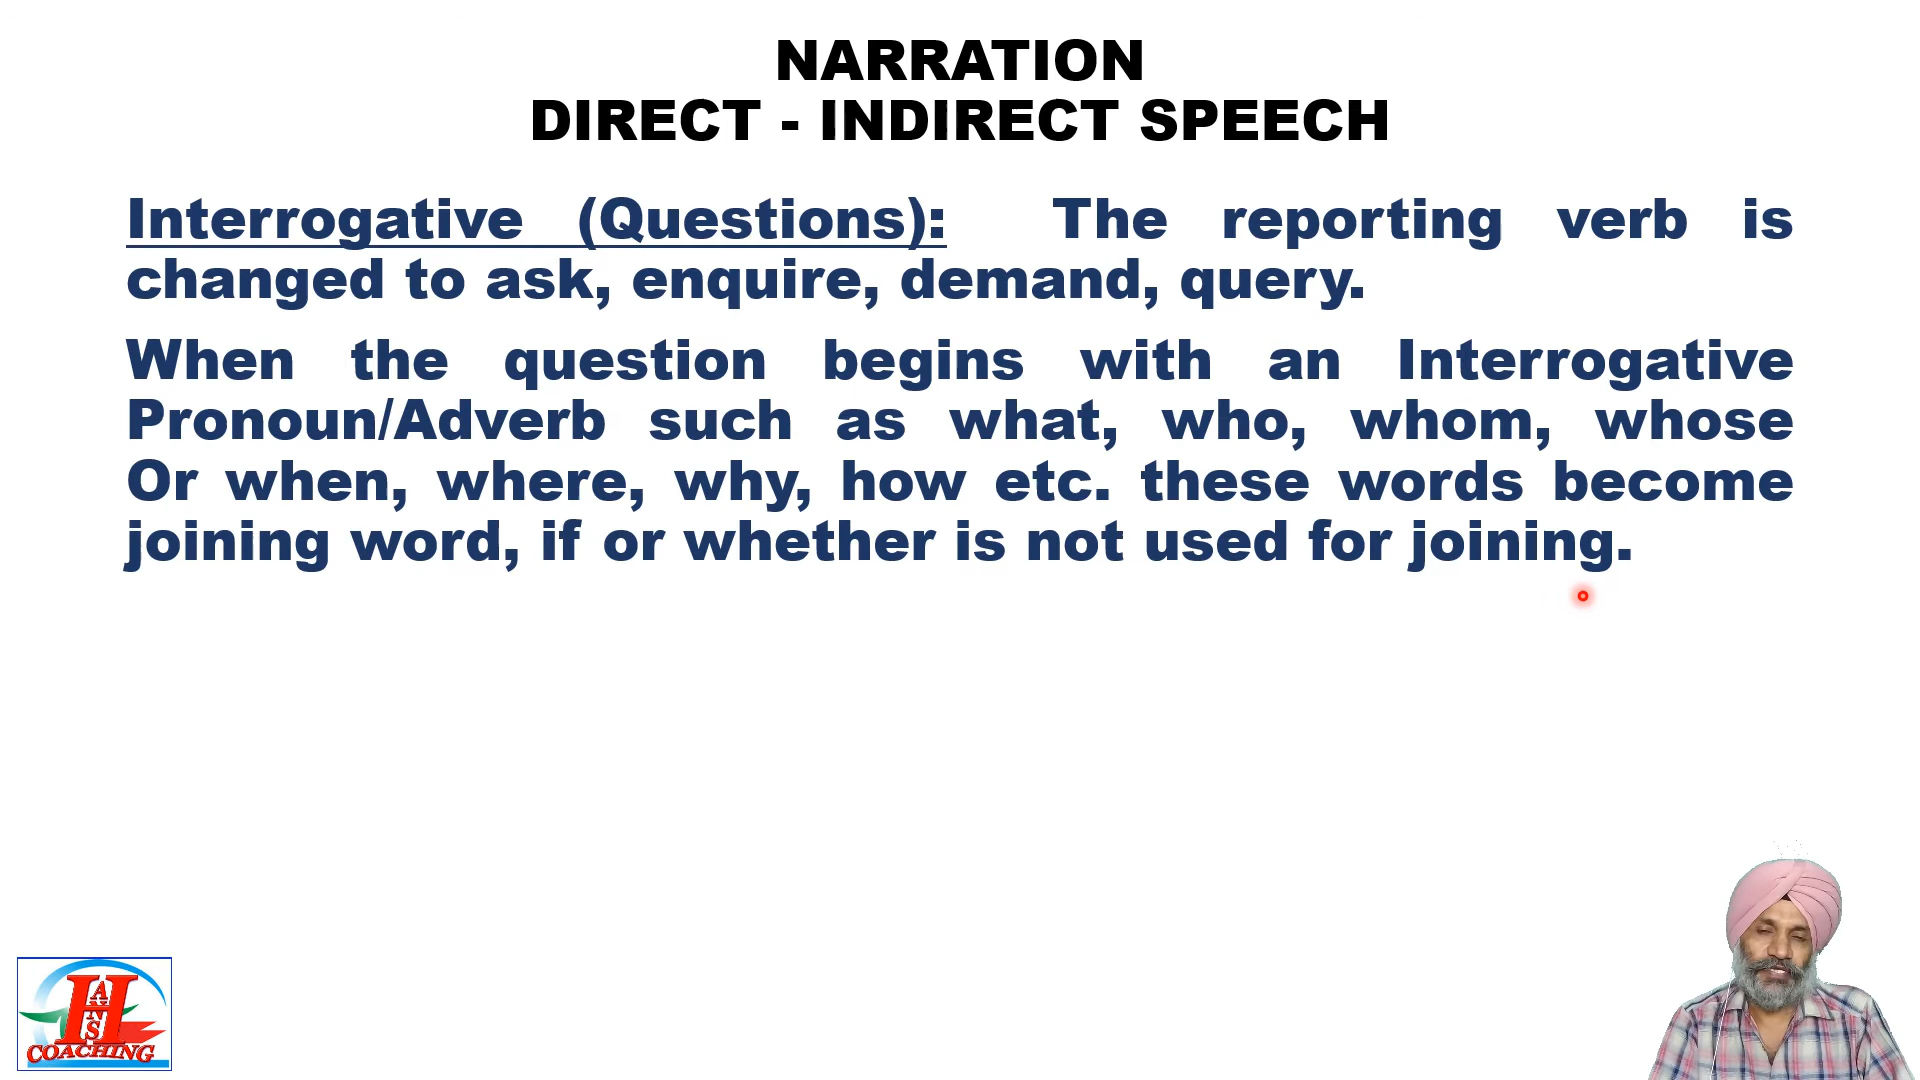 NARRATION
DIRECT - INDIRECT SPEECH
Interrogative (Questions): The reporting verb is
changed to ask, enquire, demand, query.
When the question begins with an Interrogative
Pronoun/Adverb such as what, who, whom, whose
Or when, where, why, how etc. these words become
joining word, if or whether is not used for joining.
HANS
COACHING